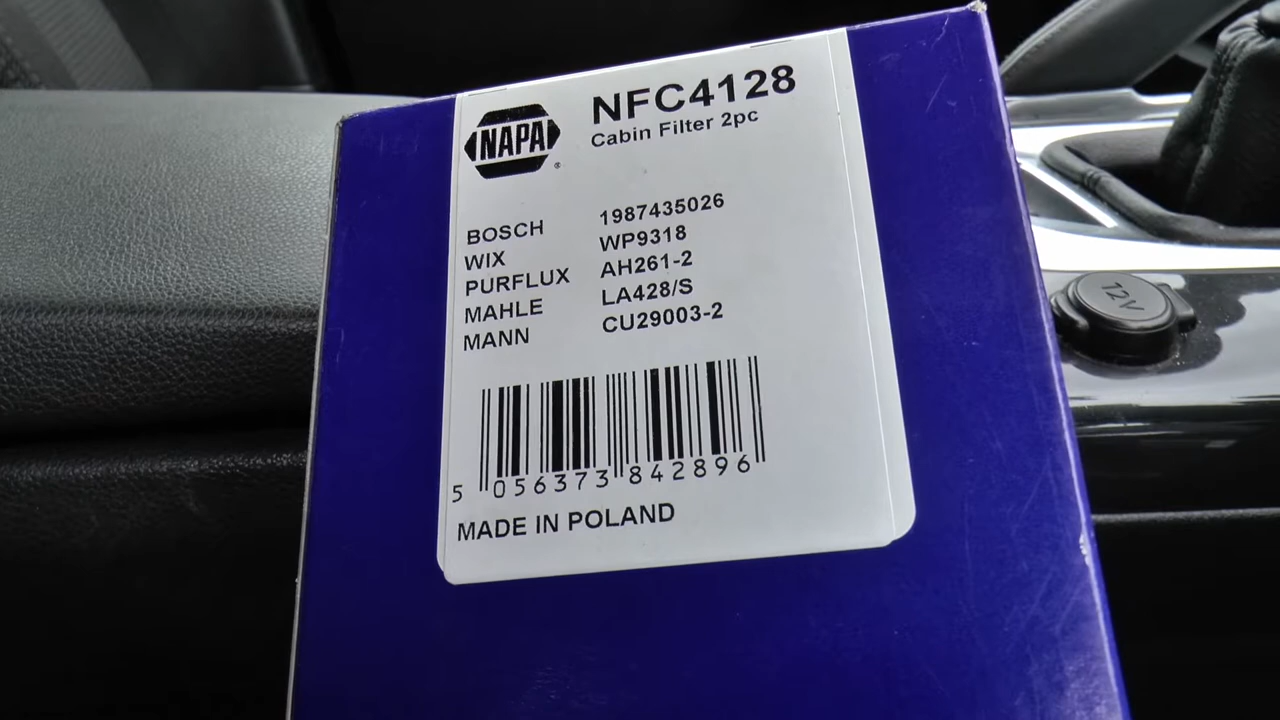 NAPA
®
NFC4128
Cabin Filter 2pc
BOSCH 1987435026
WIX WP9318
PURFLUX AH261-2
MAHLE LA428/S
MANN CU29003-2
5 056373 842896
MADE IN POLAND
12V